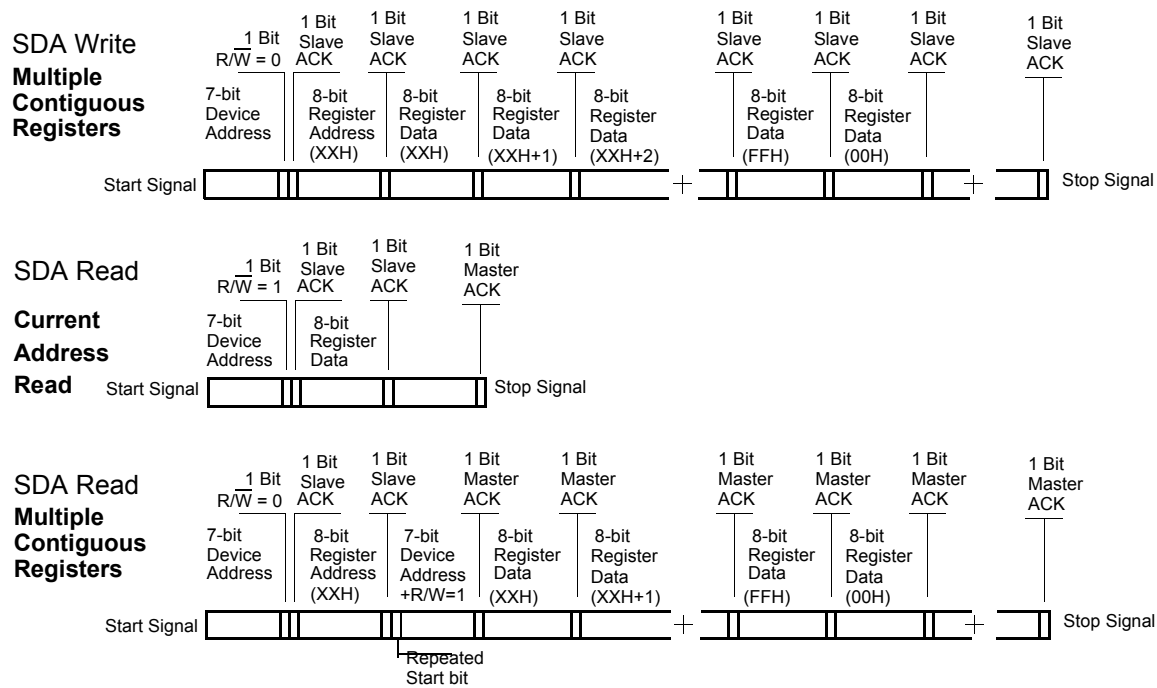 SDA Write
Multiple
Contiguous
Registers
1 Bit
R/W = 0
1 Bit
Slave
ACK
1 Bit
Slave
ACK
1 Bit
Slave
ACK
1 Bit
Slave
ACK
1 Bit
Slave
ACK
1 Bit
Slave
ACK
1 Bit
Slave
ACK
1 Bit
Slave
ACK
7-bit
Device
Address
8-bit
Register
Address
(XXH)
8-bit
Register
Data
(XXH)
8-bit
Register
Data
(XXH+1)
8-bit
Register
Data
(XXH+2)
8-bit
Register
Data
(FFH)
8-bit
Register
Data
(00H)
Start Signal
+
+
Stop Signal
SDA Read
Current
Address
Read
1 Bit
R/W = 1
1 Bit
Slave
ACK
1 Bit
Slave
ACK
1 Bit
Master
ACK
7-bit
Device
Address
8-bit
Register
Data
Start Signal
Stop Signal
SDA Read
Multiple
Contiguous
Registers
1 Bit
R/W = 0
1 Bit
Slave
ACK
1 Bit
Slave
ACK
1 Bit
Master
ACK
1 Bit
Master
ACK
1 Bit
Master
ACK
1 Bit
Master
ACK
1 Bit
Master
ACK
1 Bit
Master
ACK
7-bit
Device
Address
8-bit
Register
Address
(XXH)
7-bit
Device
Address
+R/W=1
8-bit
Register
Data
(XXH)
8-bit
Register
Data
(XXH+1)
8-bit
Register
Data
(FFH)
8-bit
Register
Data
(00H)
Start Signal
+
+
Stop Signal
Repeated
Start bit